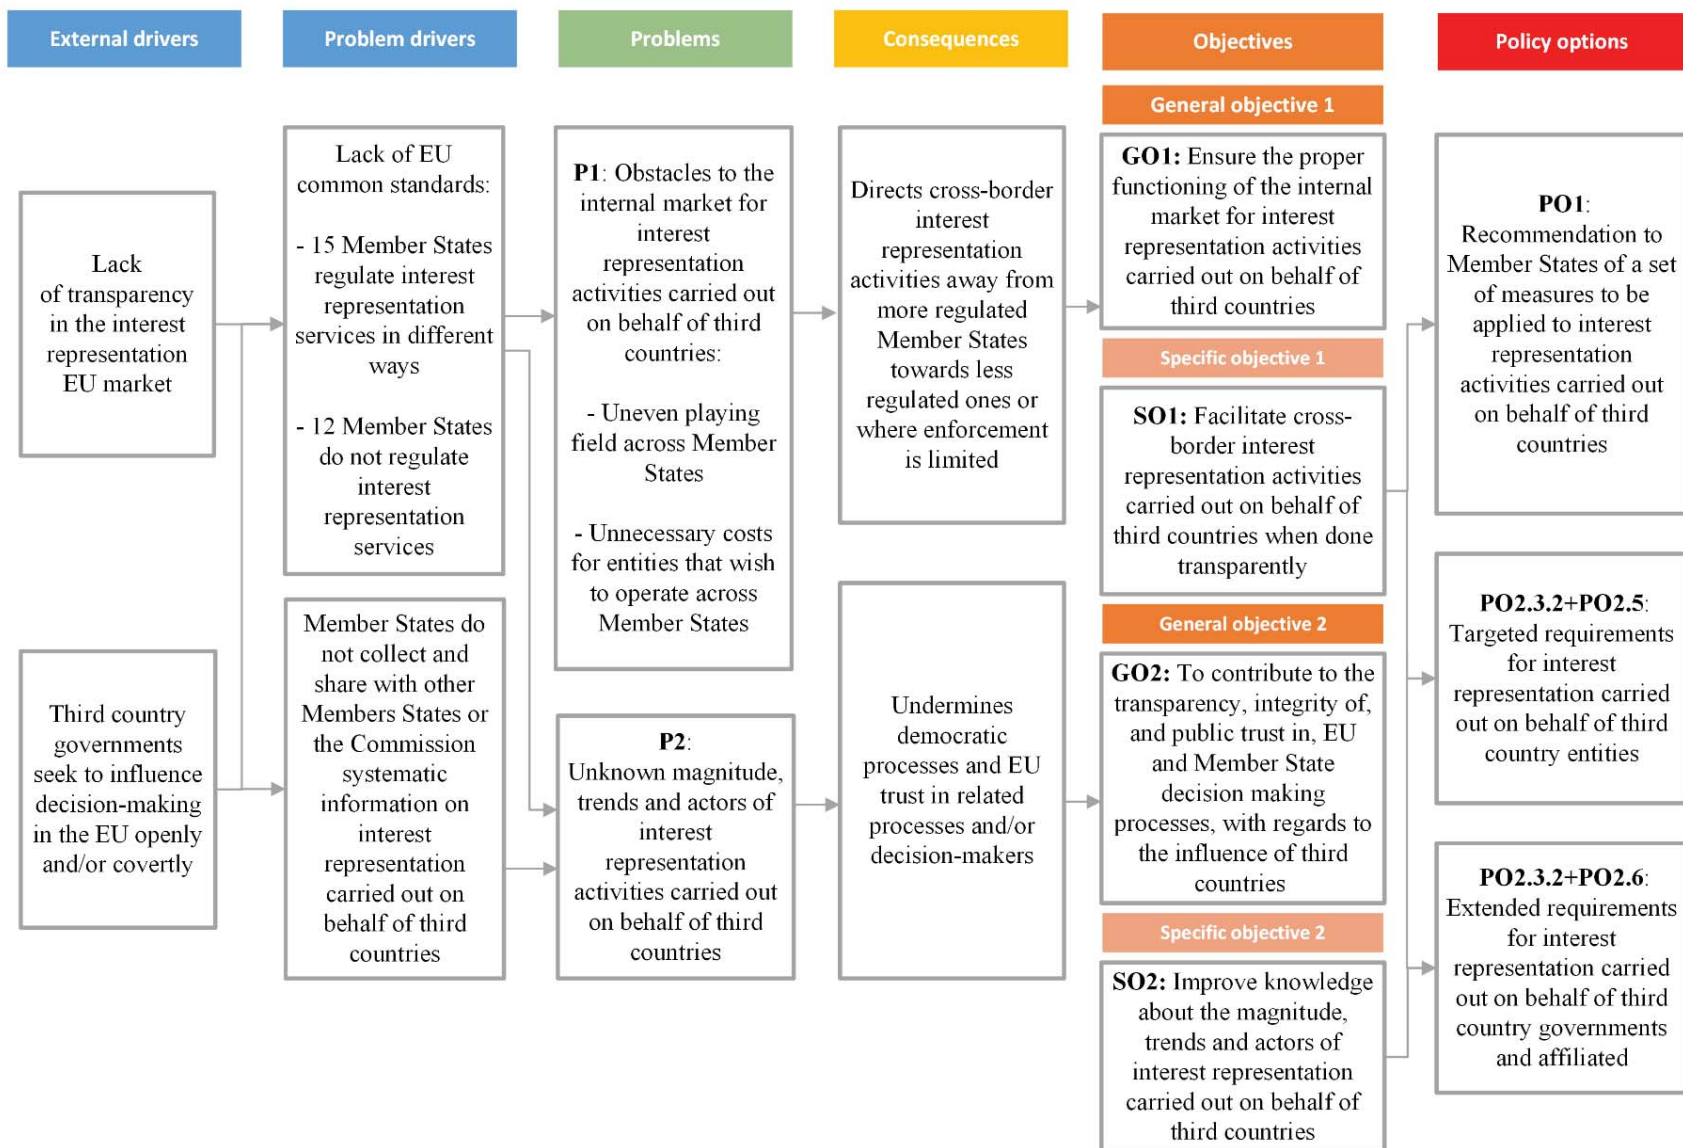 External drivers
Problem drivers
Problems
Consequences
Objectives
Policy options
Lack
of transparency
in the interest
representation
EU market
Third country
governments
seek to influence
decision-making
in the EU openly
and/or covertly
Lack of EU
common standards:
- 15 Member States
regulate interest
representation
services in different
ways
- 12 Member States
do not regulate
interest
representation
services
Member States do
not collect and
share with other
Members States or
the Commission
systematic
information on
interest
representation
carried out on
behalf of third
countries
P1: Obstacles to the
internal market for
interest
representation
activities carried out
on behalf of third
countries:
- Uneven playing
field across Member
States
- Unnecessary costs
for entities that wish
to operate across
Member States
P2:
Unknown magnitude,
trends and actors of
interest
representation
activities carried out
on behalf of third
countries
Directs cross-border
interest
representation
activities away from
more regulated
Member States
towards less
regulated ones or
where enforcement
is limited
Undermines
democratic
processes and EU
trust in related
processes and/or
decision-makers
General objective 1
GO1: Ensure the proper
functioning of the internal
market for interest
representation activities
carried out on behalf of
third countries
Specific objective 1
SO1: Facilitate cross-
border interest
representation activities
carried out on behalf of
third countries when done
transparently
General objective 2
GO2: To contribute to the
transparency, integrity of,
and public trust in, EU
and Member State
decision making
processes, with regards to
the influence of third
countries
Specific objective 2
SO2: Improve knowledge
about the magnitude,
trends and actors of
interest representation
carried out on behalf of
third countries
PO1:
Recommendation to
Member States of a set
of measures to be
applied to interest
representation
activities carried out
on behalf of third
countries
PO2.3.2+PO2.5:
Targeted requirements
for interest
representation carried
out on behalf of third
country entities
PO2.3.2+PO2.6:
Extended requirements
for interest
representation carried
out on behalf of third
country governments
and affiliated